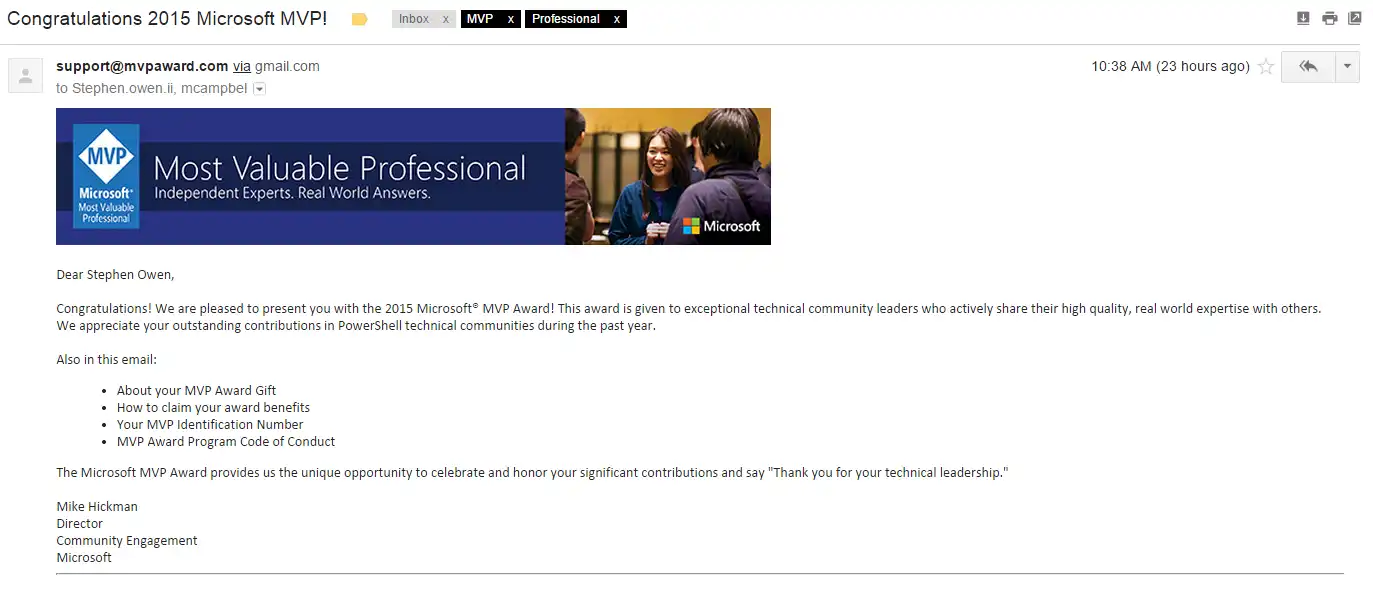 Congratulations 2015 Microsoft MVP!
Inbox x
MVP x
Professional x
support@mvpaward.com via gmail.com
10:38 AM (23 hours ago)
to Stephen.owen.ii, mcampbel
MVP
Microsoft®
Most Valuable
Professional
Most Valuable Professional
Independent Experts. Real World Answers.
Microsoft
Dear Stephen Owen,
Congratulations! We are pleased to present you with the 2015 Microsoft® MVP Award! This award is given to exceptional technical community leaders who actively share their high quality, real world expertise with others.
We appreciate your outstanding contributions in PowerShell technical communities during the past year.
Also in this email:
• About your MVP Award Gift
• How to claim your award benefits
• Your MVP Identification Number
• MVP Award Program Code of Conduct
The Microsoft MVP Award provides us the unique opportunity to celebrate and honor your significant contributions and say "Thank you for your technical leadership."
Mike Hickman
Director
Community Engagement
Microsoft